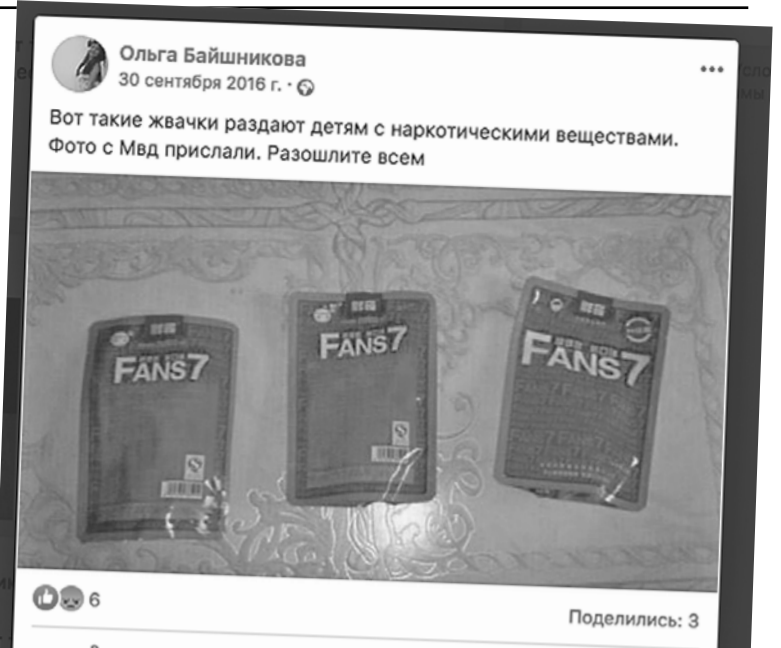 Ольга Байшникова
30 сентября 2016 г. ·
Вот такие жвачки раздают детям с наркотическими веществами.
Фото с Мвд прислали. Разошлите всем
FANS7
FANS7
FANS7
6
Поделились: 3